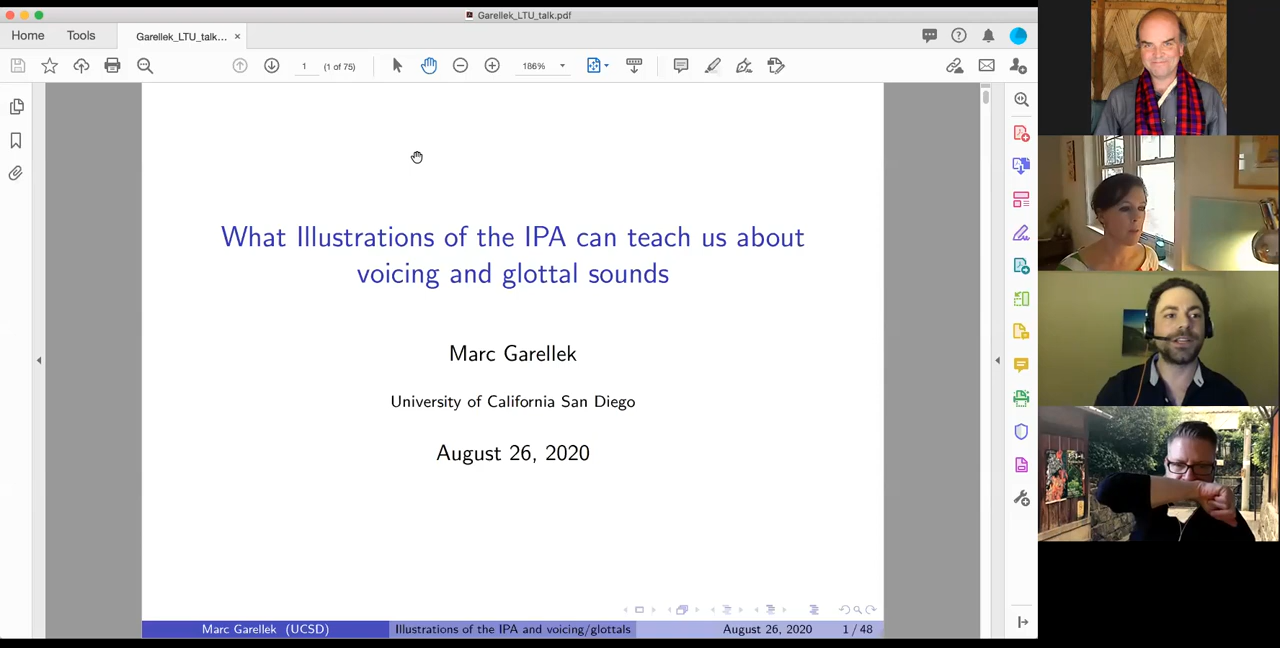 Garellek_LTU_talk.pdf
Home
Tools
Garellek_LTU_talk... ×
1
(1 of 75)
186%
What Illustrations of the IPA can teach us about
voicing and glottal sounds
Marc Garellek
University of California San Diego
August 26, 2020
Marc Garellek (UCSD)
Illustrations of the IPA and voicing/glottals
August 26, 2020
1 / 48